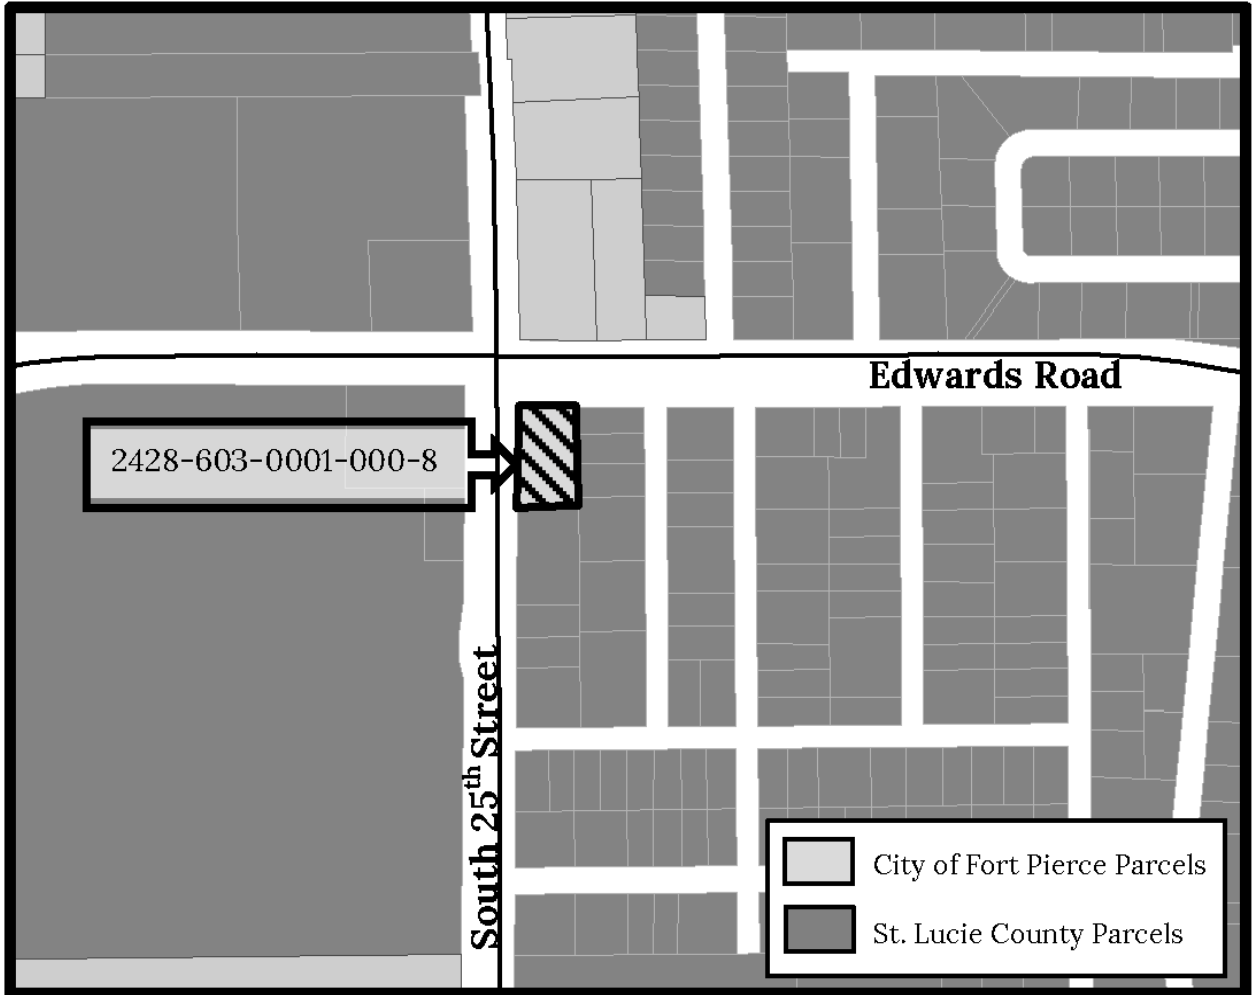 Edwards Road
2428-603-0001-000-8
South 25th Street
City of Fort Pierce Parcels
St. Lucie County Parcels